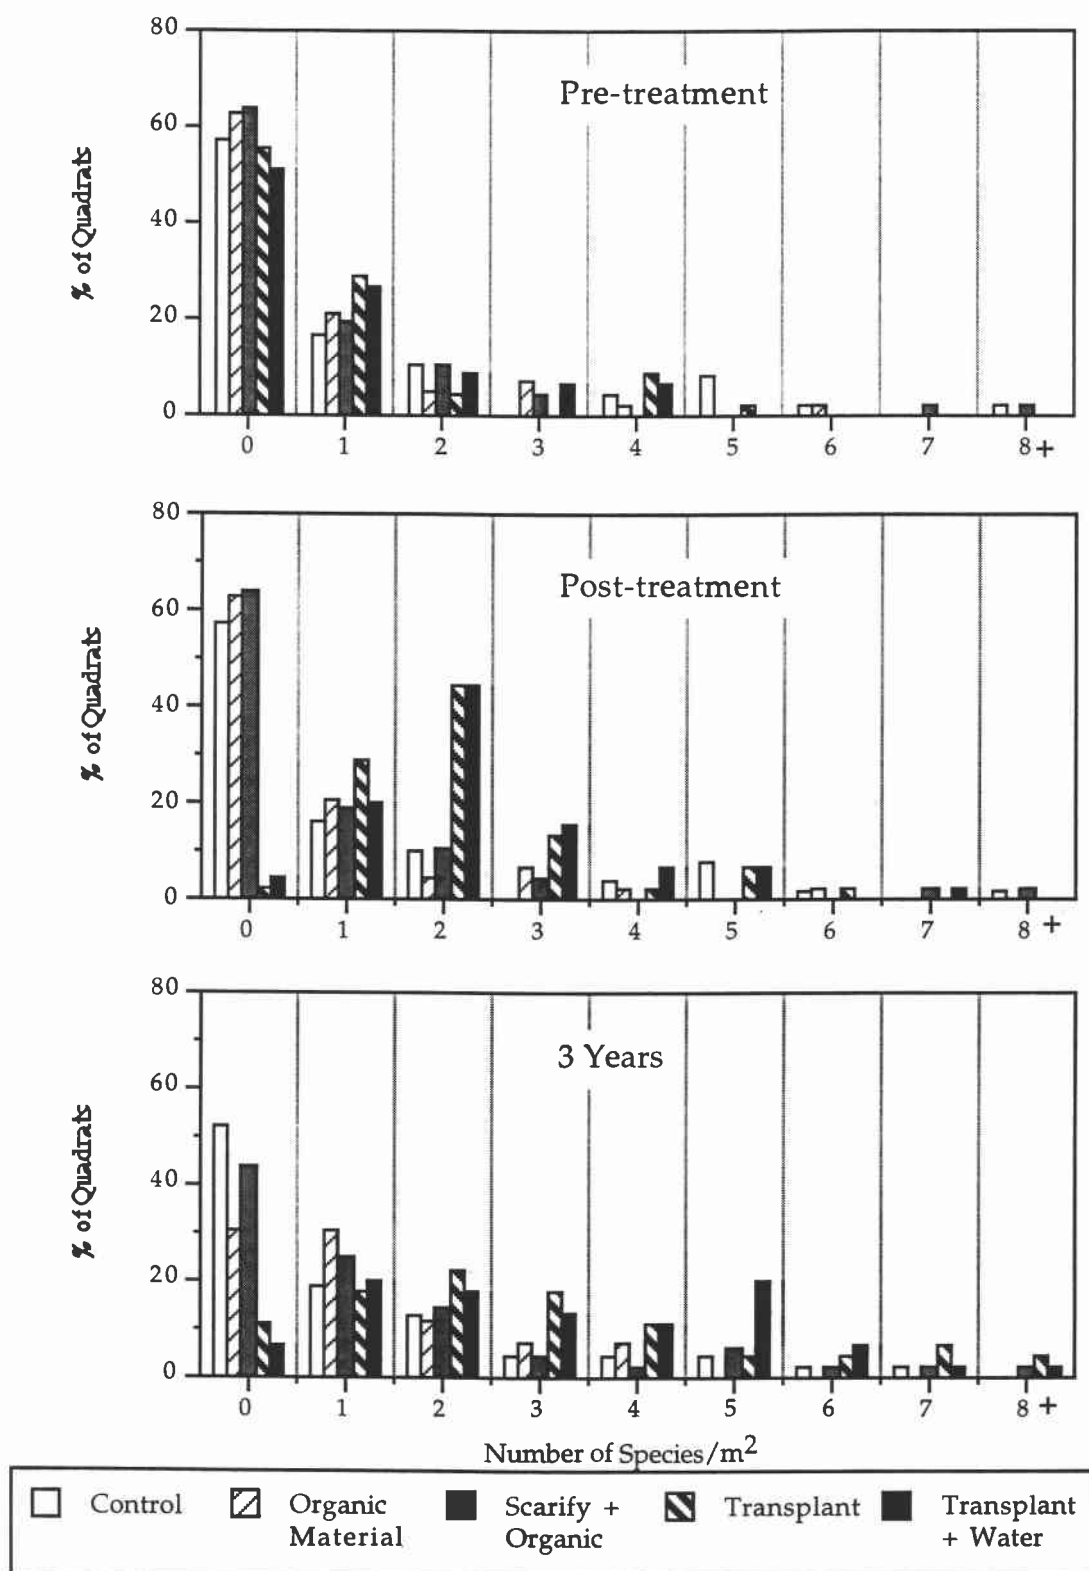 80
Pre-treatment
60
40
20
0
% of Quadrats
0 1 2 3 4 5 6 7 8+
80
Post-treatment
60
40
20
0
% of Quadrats
0 1 2 3 4 5 6 7 8+
80
3 Years
60
40
20
0
% of Quadrats
0 1 2 3 4 5 6 7 8+
Number of Species/m²
Control
Organic
Material
Scarify +
Organic
Transplant
Transplant
+ Water